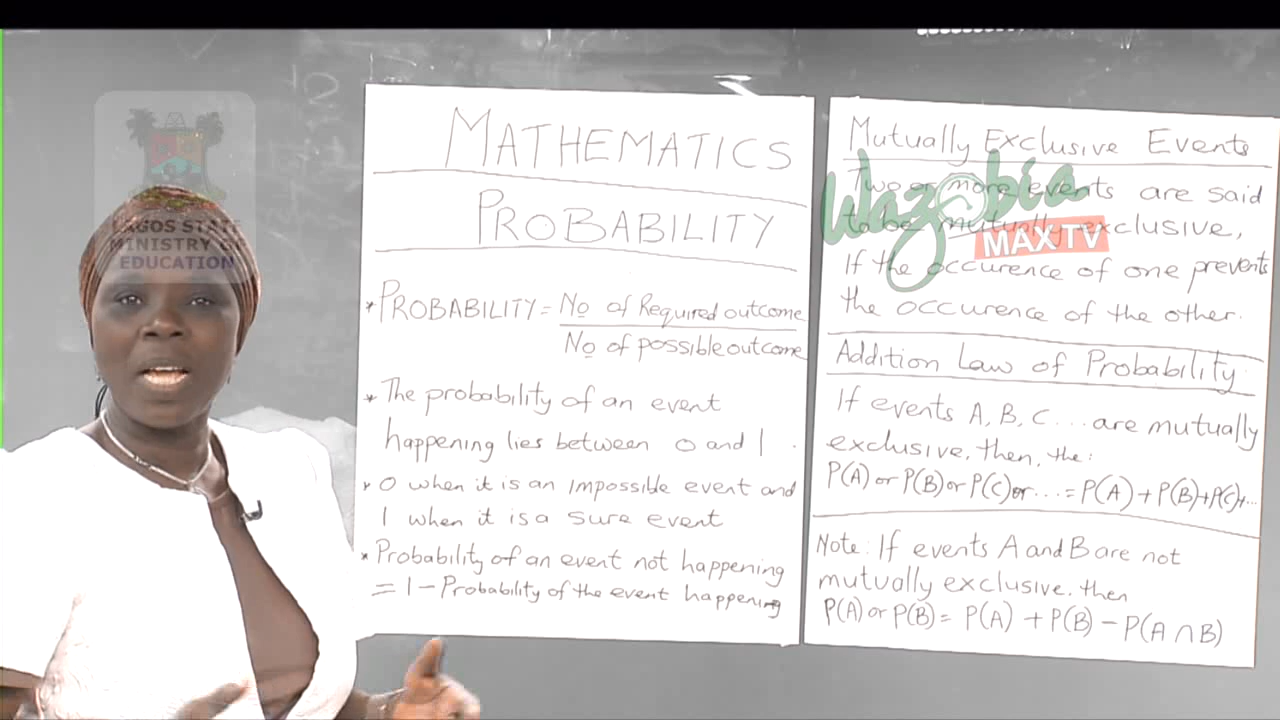 LAGOS STATE
MINISTRY OF
EDUCATION
MATHEMATICS
PROBABILITY
* PROBABILITY = No of Required outcome
No of possible outcome
* The probability of an event
happening lies between 0 and 1
* 0 when it is an impossible event and
1 when it is a sure event
* Probability of an event not happening
= 1 - Probability of the event happening
Mutually Exclusive Events
Two or more events are said
to be mutually exclusive,
If the occurence of one prevents
the occurence of the other.
Addition Law of Probability
If events A, B, C ... are mutually
exclusive, then, the:
P(A) or P(B) or P(C) or .... = P(A) + P(B) + P(C) + ...
Note: If events A and B are not
mutually exclusive. then
P(A) or P(B) = P(A) + P(B) - P(A ∩ B)
Wazobia
MAX TV